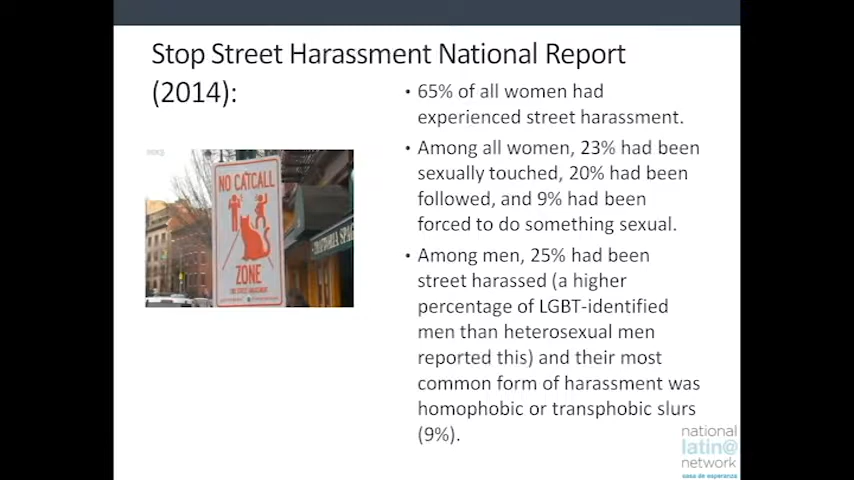 Stop Street Harassment National Report
(2014):
• 65% of all women had
experienced street harassment.
• Among all women, 23% had been
sexually touched, 20% had been
followed, and 9% had been
forced to do something sexual.
• Among men, 25% had been
street harassed (a higher
percentage of LGBT-identified
men than heterosexual men
reported this) and their most
common form of harassment was
homophobic or transphobic slurs
(9%).
NO CATCALL
ZONE
national
latin@
network
casa de esperanza